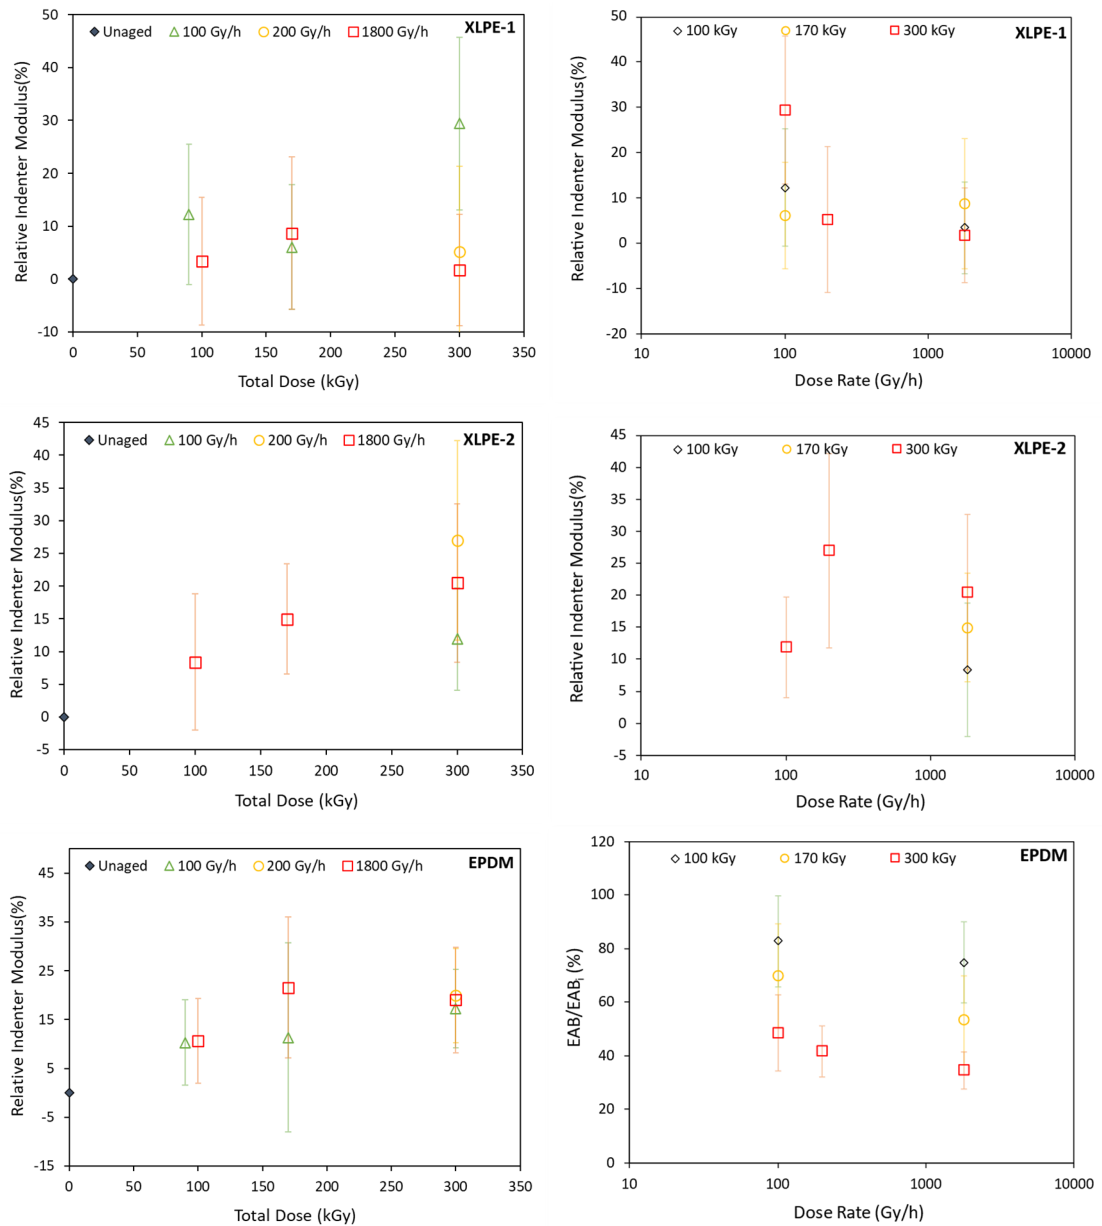 XLPE-1
Unaged 100 Gy/h 200 Gy/h 1800 Gy/h
Relative Indenter Modulus(%)
50
40
30
20
10
0
-10
0 50 100 150 200 250 300 350
Total Dose (kGy)
XLPE-1
100 kGy 170 kGy 300 kGy
Relative Indenter Modulus(%)
50
40
30
20
10
0
-10
-20
10 100 1000 10000
Dose Rate (Gy/h)
XLPE-2
Unaged 100 Gy/h 200 Gy/h 1800 Gy/h
Relative Indenter Modulus(%)
45
40
35
30
25
20
15
10
5
0
-5
0 50 100 150 200 250 300 350
Total Dose (kGy)
XLPE-2
100 kGy 170 kGy 300 kGy
Relative Indenter Modulus(%)
45
40
35
30
25
20
15
10
5
0
-5
10 100 1000 10000
Dose Rate (Gy/h)
EPDM
Unaged 100 Gy/h 200 Gy/h 1800 Gy/h
Relative Indenter Modulus(%)
45
35
25
15
5
-5
-15
0 50 100 150 200 250 300 350
Total Dose (kGy)
EPDM
100 kGy 170 kGy 300 kGy
EAB/EABi (%)
120
100
80
60
40
20
0
10 100 1000 10000
Dose Rate (Gy/h)